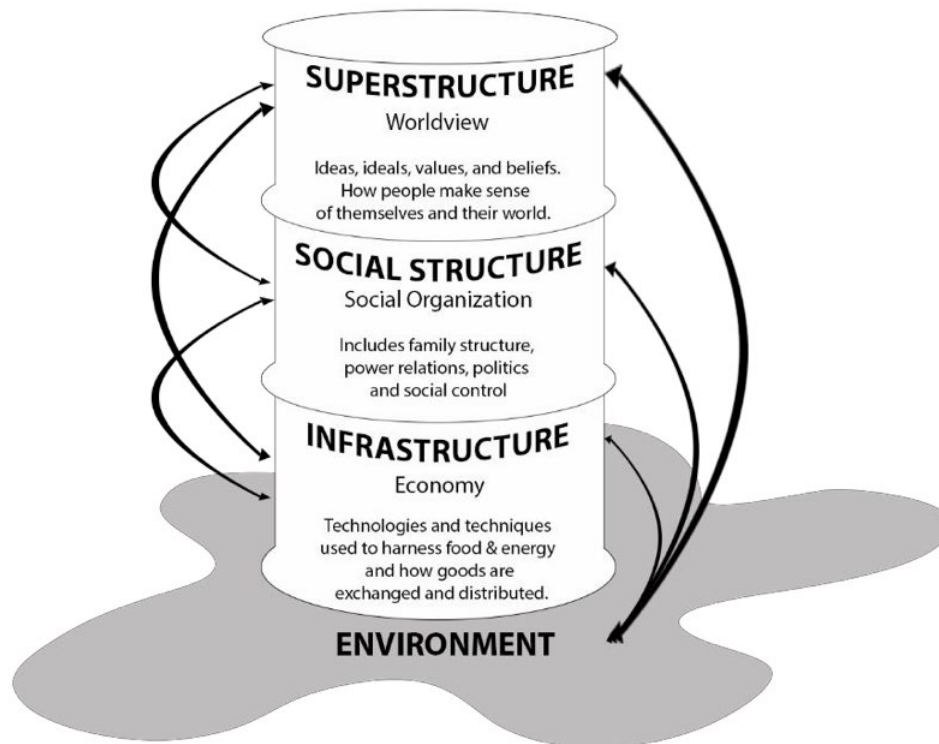 SUPERSTRUCTURE
Worldview
Ideas, ideals, values, and beliefs.
How people make sense
of themselves and their world.
SOCIAL STRUCTURE
Social Organization
Includes family structure,
power relations, politics
and social control
INFRASTRUCTURE
Economy
Technologies and techniques
used to harness food & energy
and how goods are
exchanged and distributed.
ENVIRONMENT